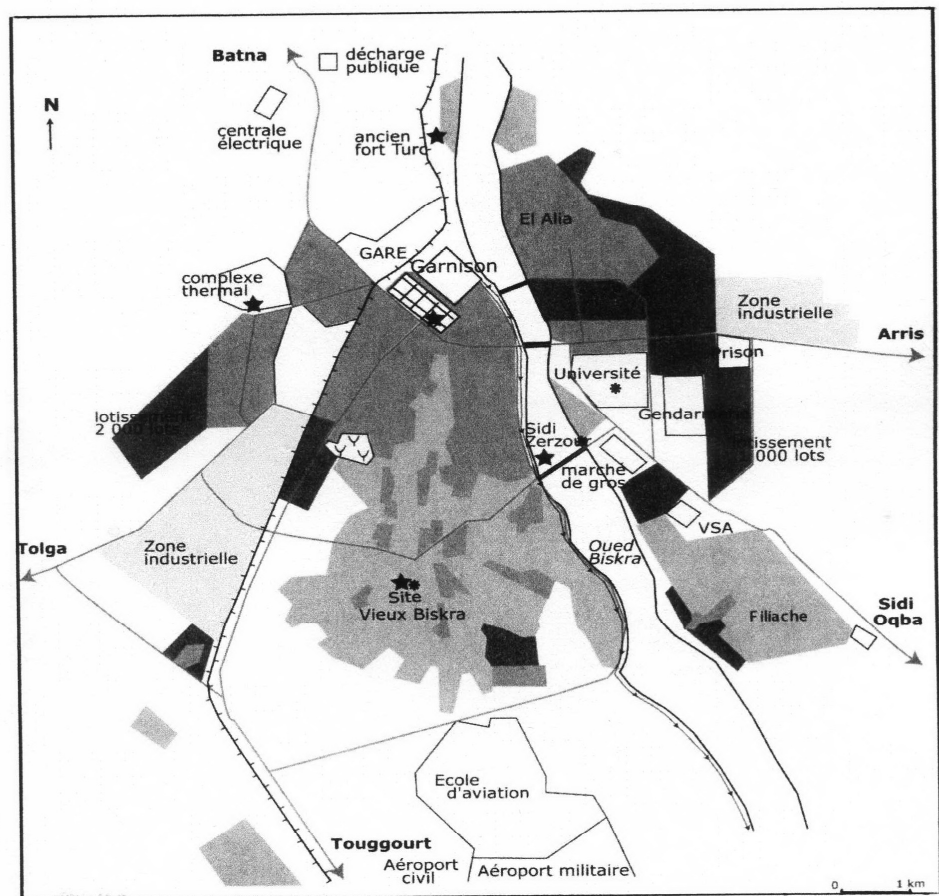 Batna
décharge
publique
N
centrale
électrique
ancien
fort Turc
El Alia
GARE
Garnison
complexe
thermal
Zone
industrielle
Arris
Prison
Université
Gendarmerie
lotissement
2 000 lots
Sidi
Zerzour
lotissement
000 lots
marché
de gros
VSA
Oued
Biskra
Tolga
Zone
industrielle
Site
Vieux Biskra
Filiache
Sidi
Oqba
Ecole
d'aviation
Touggourt
Aéroport
civil
Aéroport militaire
0 1 km